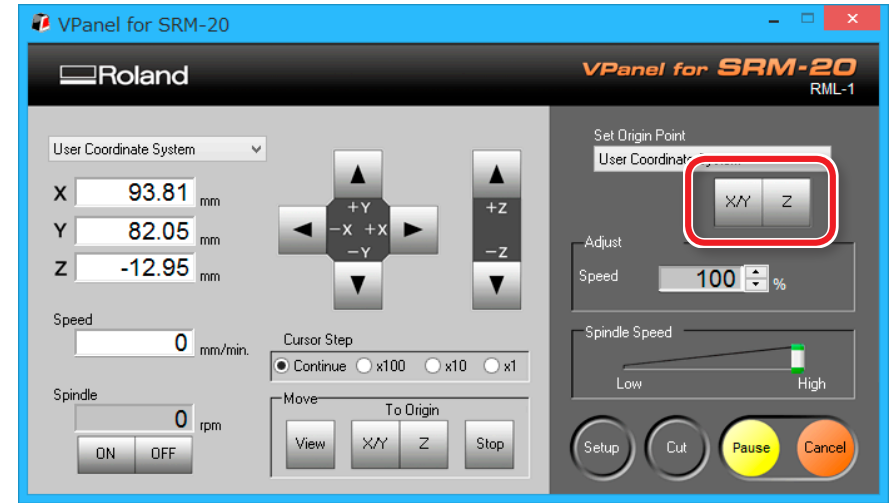 VPanel for SRM-20
Roland
VPanel for SRM-20
RML-1
User Coordinate System
X 93.81 mm
Y 82.05 mm
Z -12.95 mm
Speed
0 mm/min.
Spindle
0 rpm
ON OFF
+Y
-X +X
-Y
+Z
-Z
Cursor Step
Continue x100 x10 x1
Move
To Origin
View X/Y Z Stop
Set Origin Point
User Coordinate
X/Y Z
Adjust
Speed 100 %
Spindle Speed
Low High
Setup Cut Pause Cancel